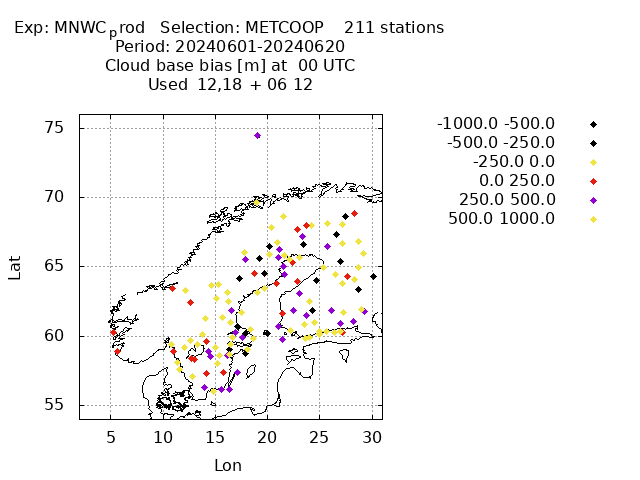 Exp: MNWCprod Selection: METCOOP 211 stations
Period: 20240601-20240620
Cloud base bias [m] at 00 UTC
Used 12,18 + 06 12
-1000.0 -500.0
-500.0 -250.0
-250.0 0.0
0.0 250.0
250.0 500.0
500.0 1000.0
75
70
65
60
55
Lat
5 10 15 20 25 30
Lon